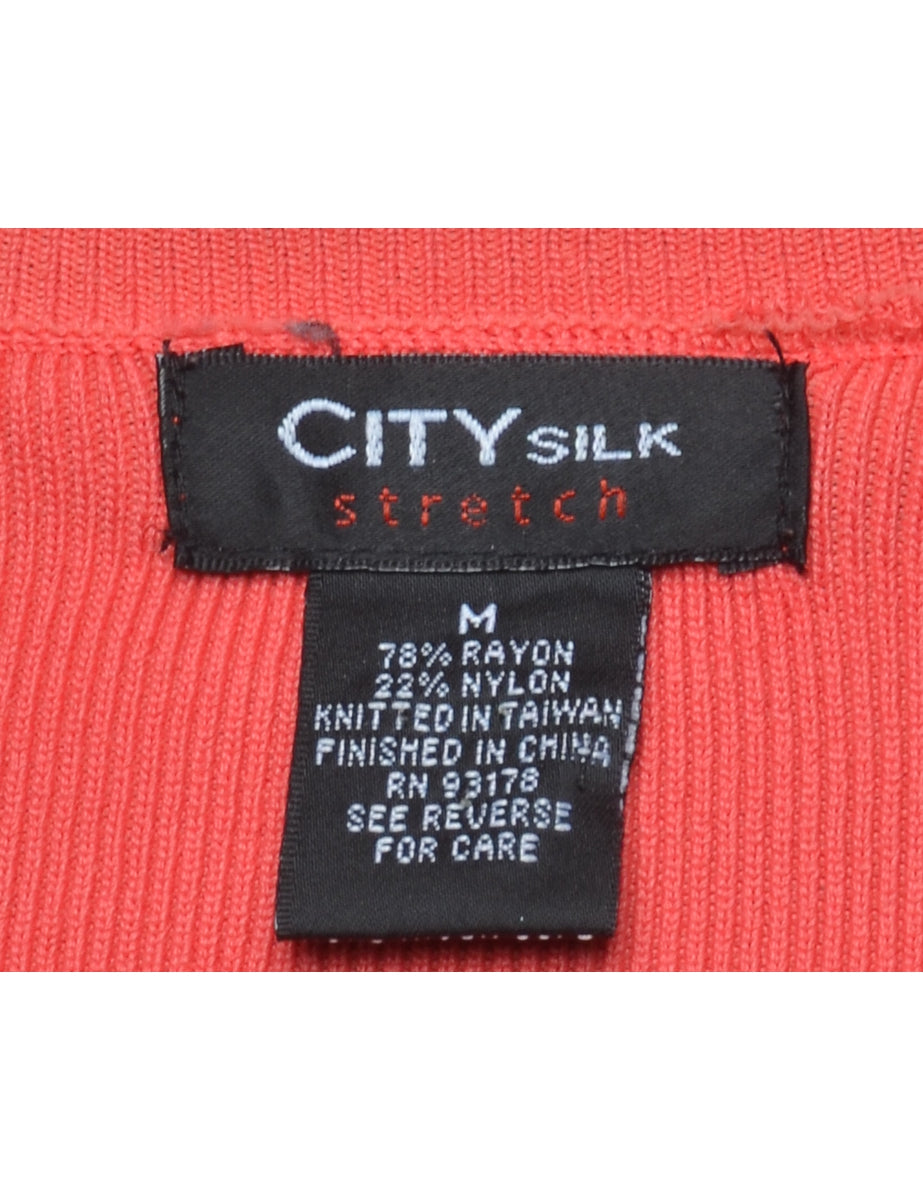 CITY SILK
stretch
M
78% RAYON
22% NYLON
KNITTED IN TAIWAN
FINISHED IN CHINA
RN 93178
SEE REVERSE
FOR CARE